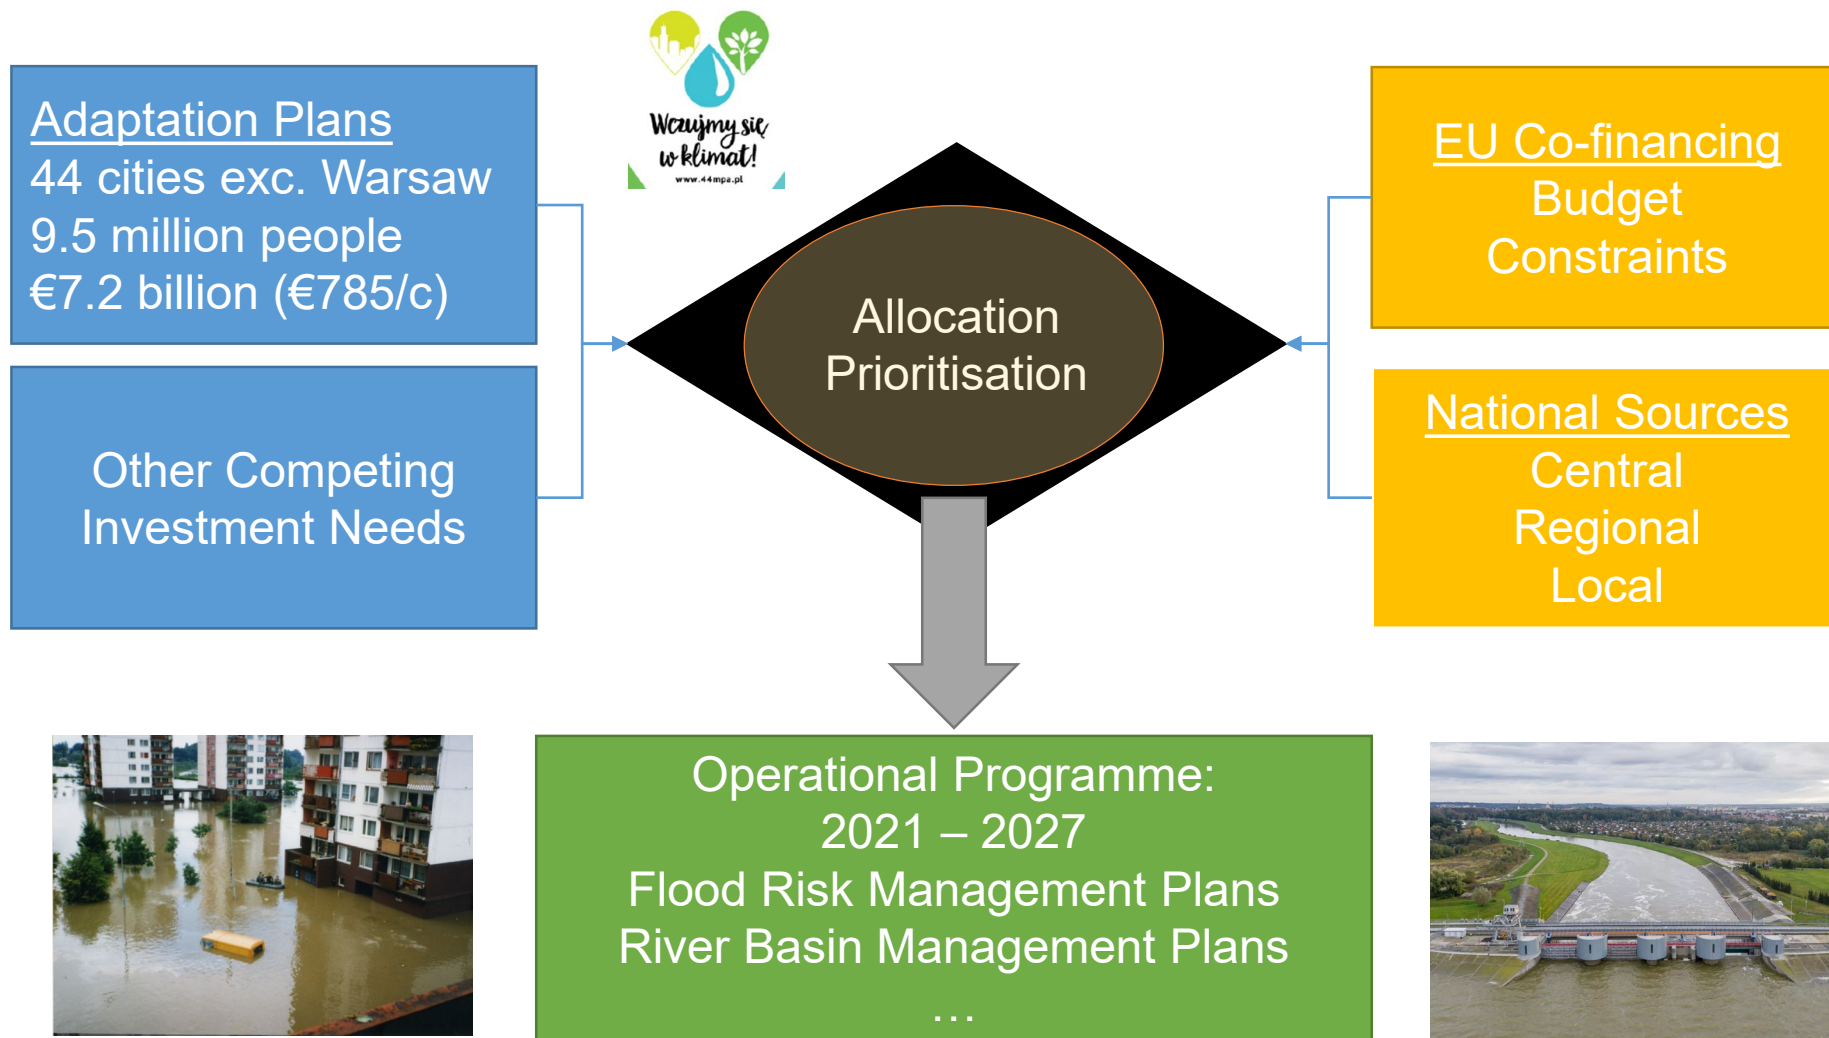 Wczujmy się
w klimat!
www.44mpa.pl
Adaptation Plans
44 cities exc. Warsaw
9.5 million people
€7.2 billion (€785/c)
Other Competing
Investment Needs
Allocation
Prioritisation
EU Co-financing
Budget
Constraints
National Sources
Central
Regional
Local
Operational Programme:
2021 – 2027
Flood Risk Management Plans
River Basin Management Plans
…